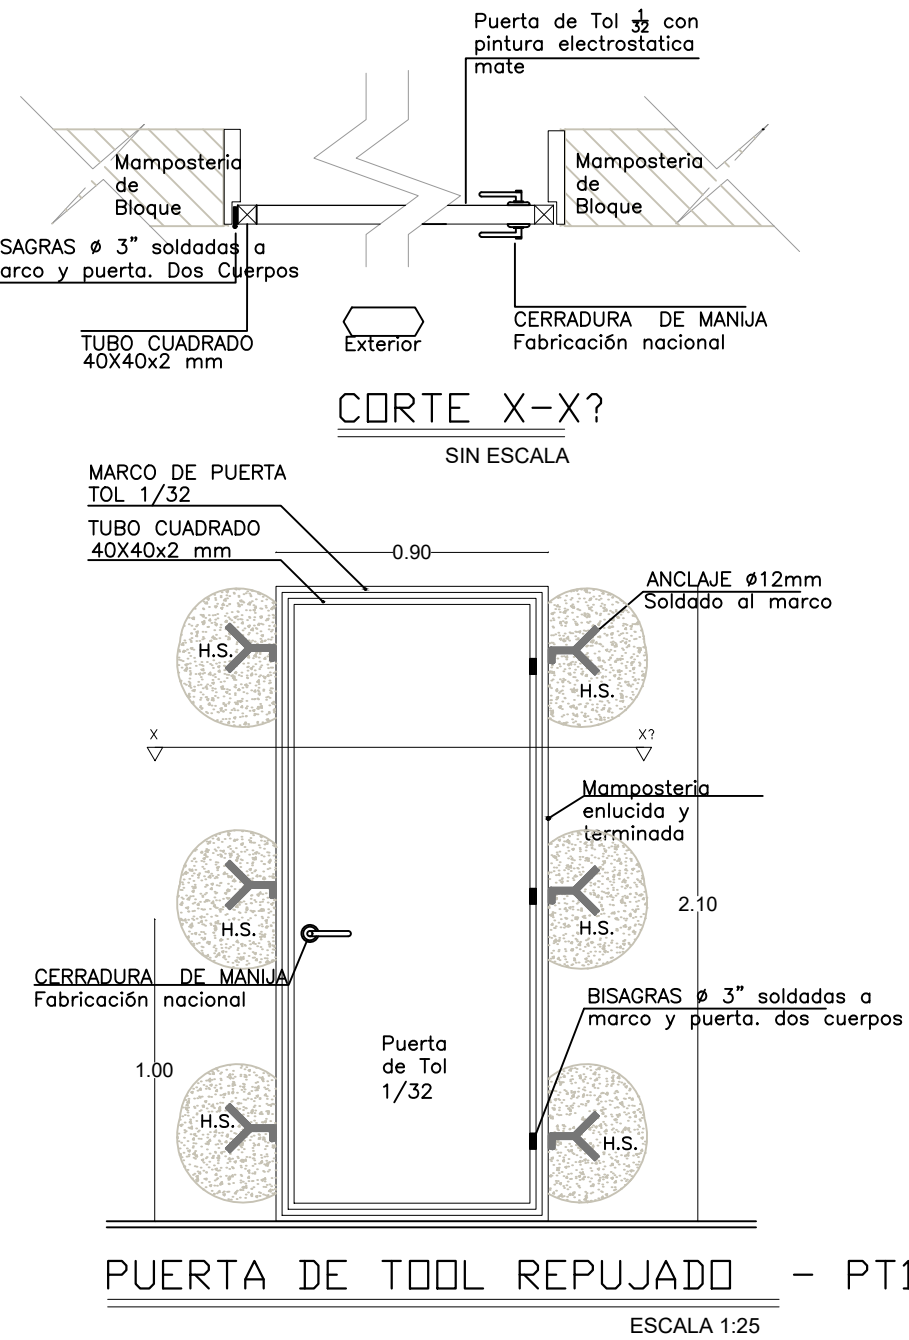 Puerta de Tol 1/32 con
pintura electrostatica
mate
Mamposteria
de
Bloque
Mamposteria
de
Bloque
SAGRAS ø 3" soldadas a
arco y puerta. Dos Cuerpos
TUBO CUADRADO
40X40x2 mm
Exterior
CERRADURA DE MANIJA
Fabricación nacional
CORTE X-X?
SIN ESCALA
MARCO DE PUERTA
TOL 1/32
TUBO CUADRADO
40X40x2 mm
0.90
ANCLAJE ø12mm
Soldado al marco
H.S.
H.S.
X
X?
Mamposteria
enlucida y
terminada
2.10
H.S.
H.S.
CERRADURA DE MANIJA
Fabricación nacional
BISAGRAS ø 3" soldadas a
marco y puerta. dos cuerpos
Puerta
de Tol
1/32
1.00
H.S.
H.S.
PUERTA DE TOOL REPUJADO - PT1
ESCALA 1:25